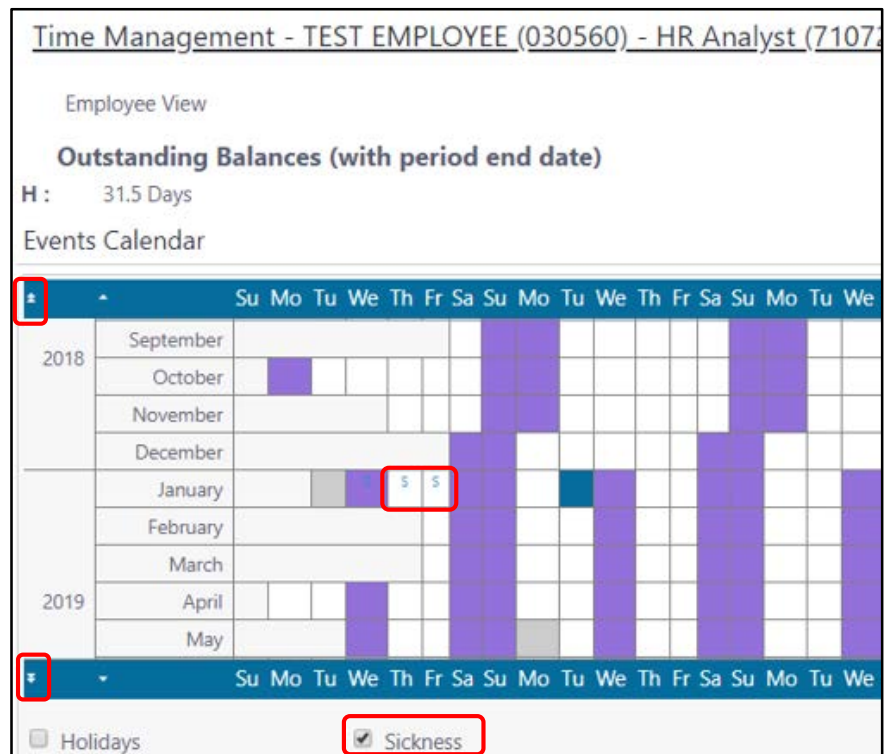 Time Management - TEST EMPLOYEE (030560) - HR Analyst (71072
Employee View
Outstanding Balances (with period end date)
H : 31.5 Days
Events Calendar
Su Mo Tu We Th Fr Sa Su Mo Tu We Th Fr Sa Su Mo Tu We
2018
September
October
November
December
January S S S
February
March
2019
April
May
Su Mo Tu We Th Fr Sa Su Mo Tu We Th Fr Sa Su Mo Tu We
Holidays Sickness